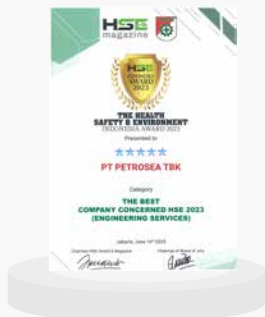 HSE
magazine
HSE
AWARD
2023
THE HEALTH
SAFETY & ENVIRONMENT
INDONESIA AWARD 2023
Presented to
PT PETROSEA TBK
Category
THE BEST
COMPANY CONCERNED HSE 2023
(ENGINEERING SERVICES)